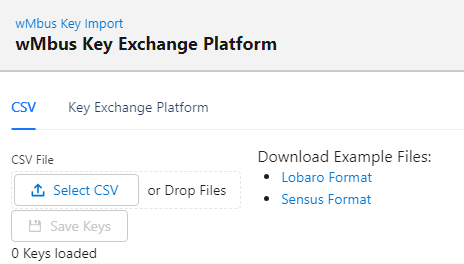 wMbus Key Import
wMbus Key Exchange Platform
CSV Key Exchange Platform
CSV File
Select CSV or Drop Files
Save Keys
0 Keys loaded
Download Example Files:
Lobaro Format
Sensus Format